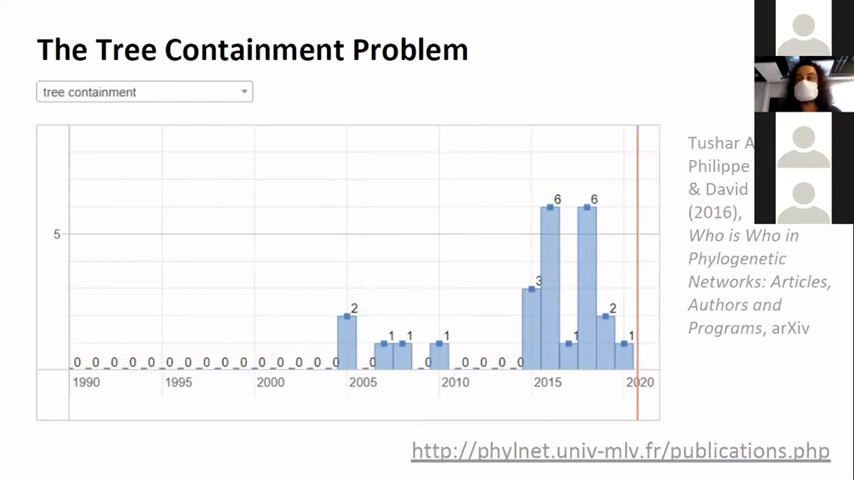 The Tree Containment Problem
tree containment
5
6 6
3
2 2
1 1 1 1 1
0 0 0 0 0 0 0 0 0 0 0 0 0 0 0 0 0 0 0 0 0
1990 1995 2000 2005 2010 2015 2020
Tushar A
Philippe
& David
(2016),
Who is Who in
Phylogenetic
Networks: Articles,
Authors and
Programs, arXiv
http://phylnet.univ-mlv.fr/publications.php